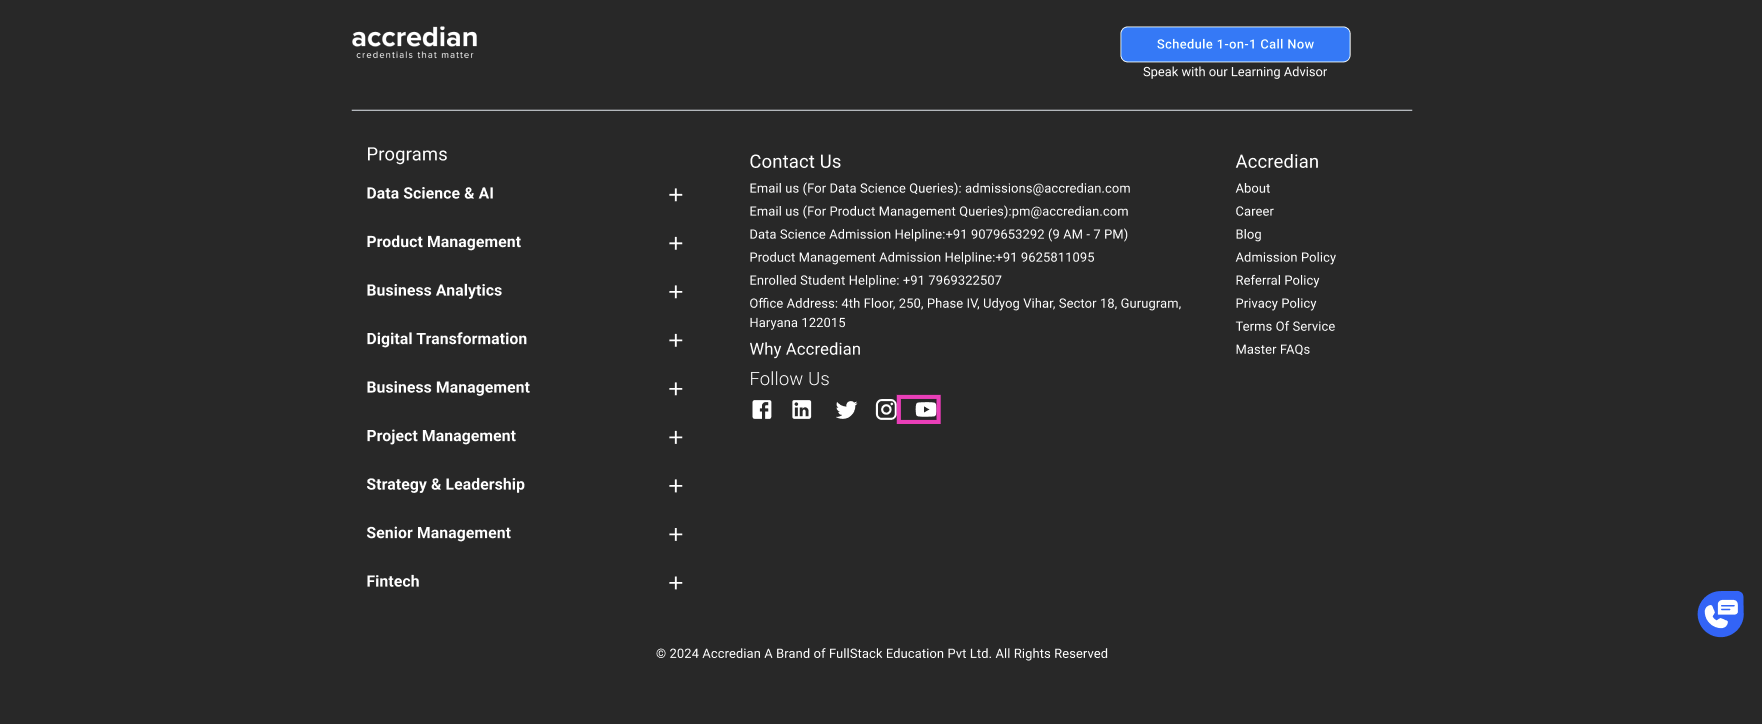 accredian
credentials that matter
Schedule 1-on-1 Call Now
Speak with our Learning Advisor
Programs
Data Science & AI
Product Management
Business Analytics
Digital Transformation
Business Management
Project Management
Strategy & Leadership
Senior Management
Fintech
Contact Us
Email us (For Data Science Queries): admissions@accredian.com
Email us (For Product Management Queries):pm@accredian.com
Data Science Admission Helpline:+91 9079653292 (9 AM - 7 PM)
Product Management Admission Helpline:+91 9625811095
Enrolled Student Helpline: +91 7969322507
Office Address: 4th Floor, 250, Phase IV, Udyog Vihar, Sector 18, Gurugram,
Haryana 122015
Why Accredian
Follow Us
Accredian
About
Career
Blog
Admission Policy
Referral Policy
Privacy Policy
Terms Of Service
Master FAQs
© 2024 Accredian A Brand of FullStack Education Pvt Ltd. All Rights Reserved